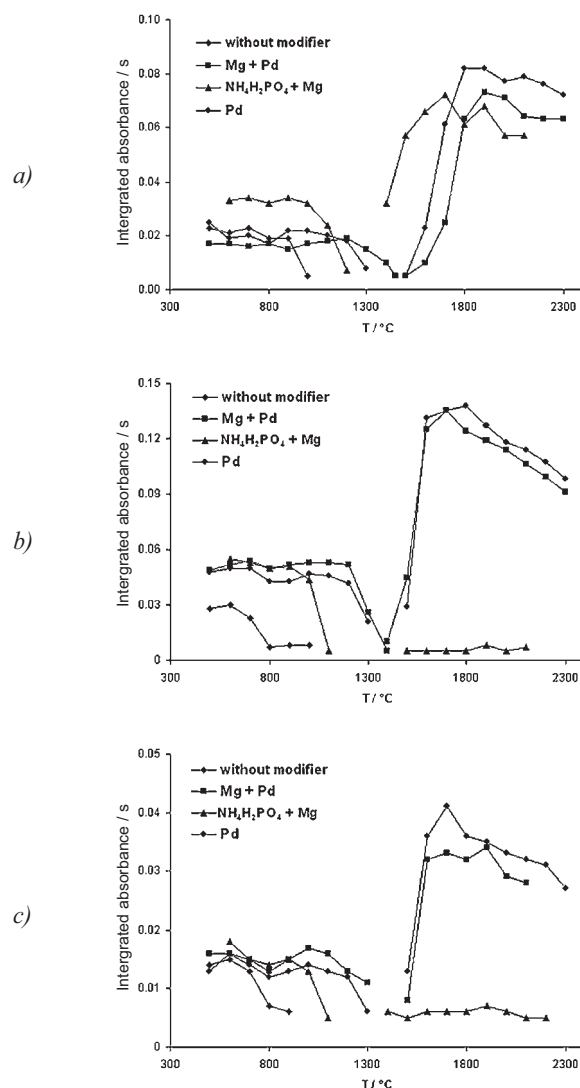 a)
Intergrated absorbance / s
without modifier
Mg + Pd
NH₄H₂PO₄ + Mg
Pd
0.10
0.08
0.06
0.04
0.02
0.00
300 800 1300 1800 2300
T / °C
b)
Intergrated absorbance / s
without modifier
Mg + Pd
NH₄H₂PO₄ + Mg
Pd
0.15
0.12
0.09
0.06
0.03
0
300 800 1300 1800 2300
T / °C
c)
Intergrated absorbance / s
without modifier
Mg + Pd
NH₄H₂PO₄ + Mg
Pd
0.05
0.04
0.03
0.02
0.01
0
300 800 1300 1800 2300
T / °C